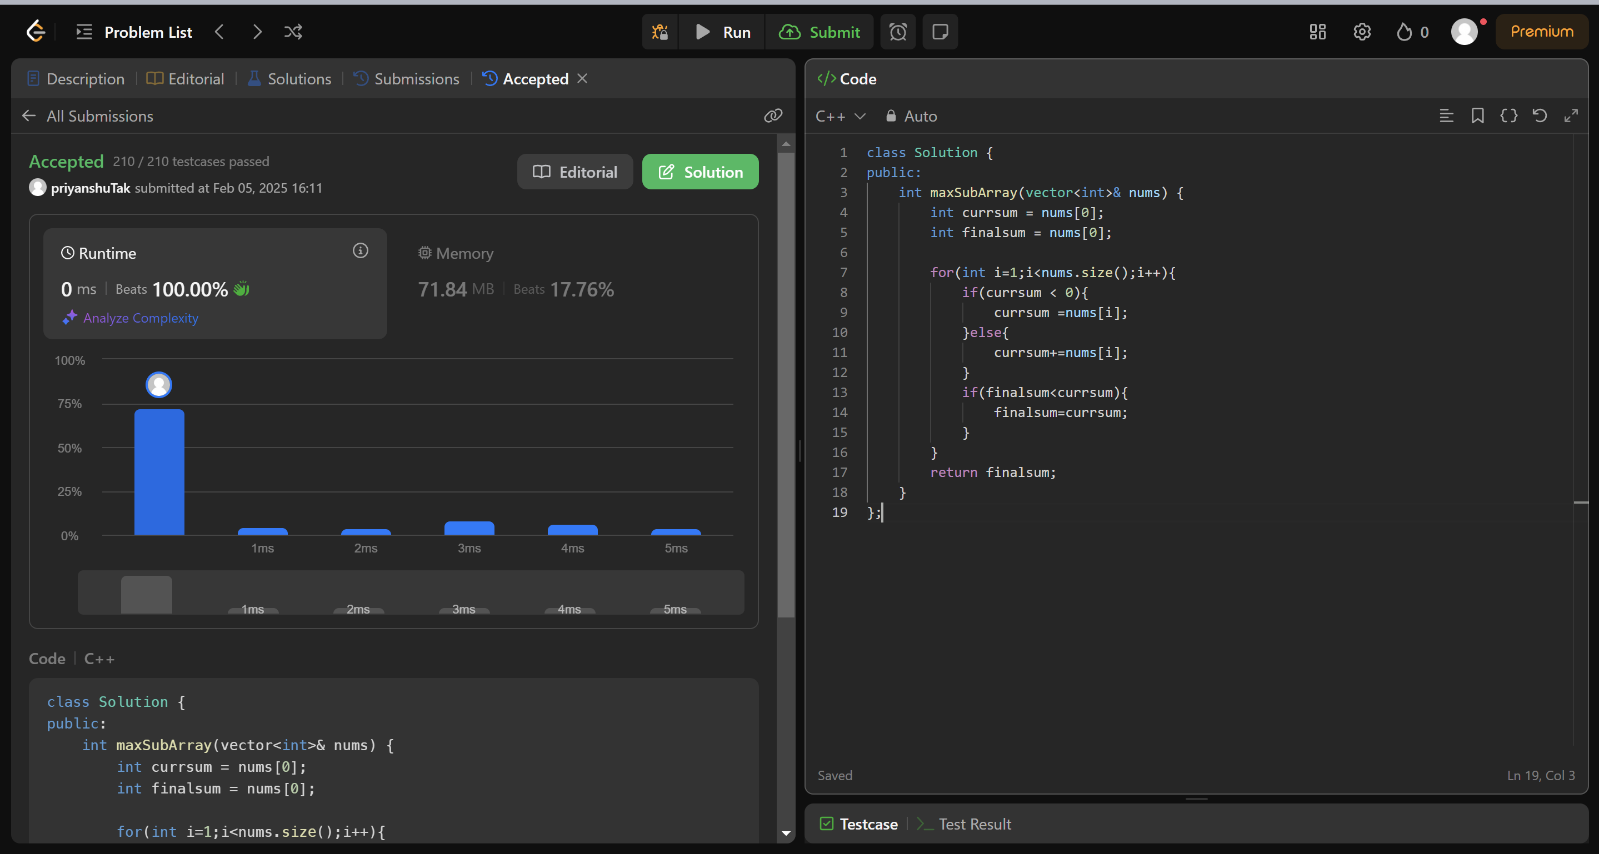 Problem List
Run
Submit
0
Premium
Description
Editorial
Solutions
Submissions
Accepted
All Submissions
Accepted 210 / 210 testcases passed
priyanshuTak submitted at Feb 05, 2025 16:11
Editorial
Solution
Runtime
0 ms | Beats 100.00%
Analyze Complexity
Memory
71.84 MB | Beats 17.76%
100%
75%
50%
25%
0%
1ms 2ms 3ms 4ms 5ms
1ms 2ms 3ms 4ms 5ms
Code | C++
class Solution {
public:
    int maxSubArray(vector<int>& nums) {
        int currsum = nums[0];
        int finalsum = nums[0];

        for(int i=1;i<nums.size();i++){
</> Code
C++
Auto
1 class Solution {
2 public:
3     int maxSubArray(vector<int>& nums) {
4         int currsum = nums[0];
5         int finalsum = nums[0];
6
7         for(int i=1;i<nums.size();i++){
8             if(currsum < 0){
9                 currsum =nums[i];
10             }else{
11                 currsum+=nums[i];
12             }
13             if(finalsum<currsum){
14                 finalsum=currsum;
15             }
16         }
17         return finalsum;
18     }
19 };
Saved
Ln 19, Col 3
Testcase
Test Result